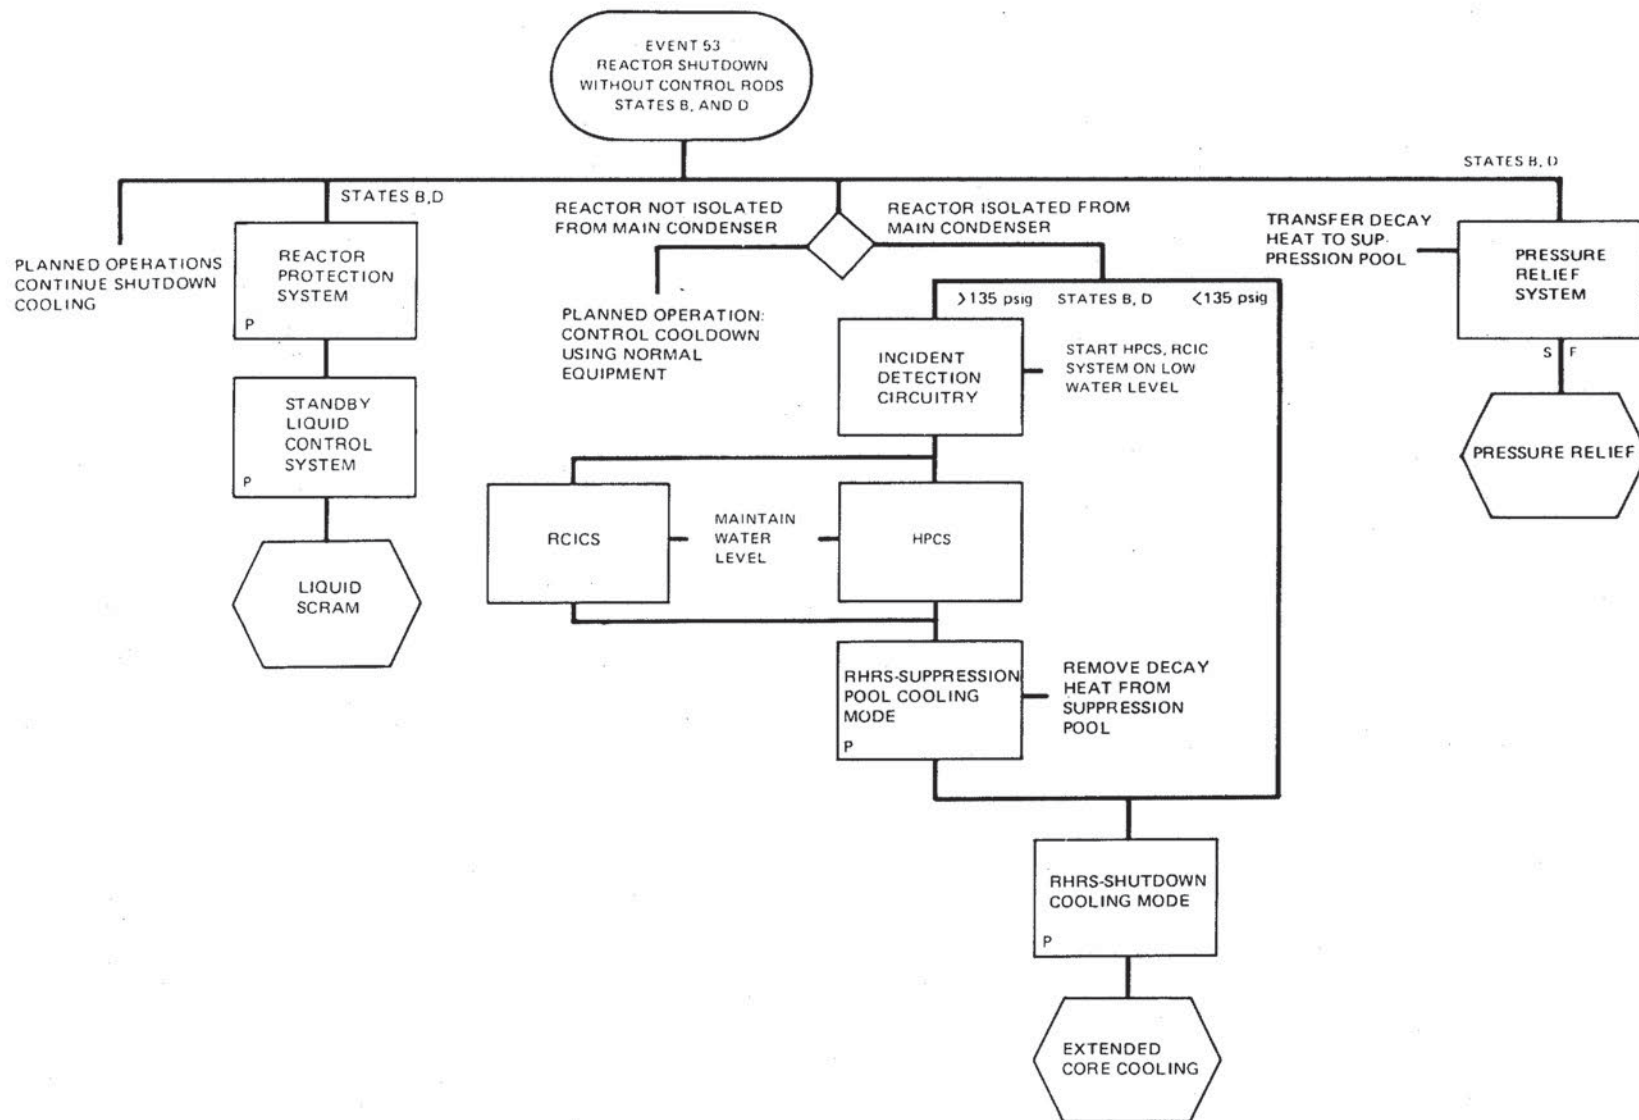 EVENT 53
REACTOR SHUTDOWN
WITHOUT CONTROL RODS
STATES B, AND D
STATES B, D
STATES B,D
PLANNED OPERATIONS
CONTINUE SHUTDOWN
COOLING
REACTOR
PROTECTION
SYSTEM
P
STANDBY
LIQUID
CONTROL
SYSTEM
P
LIQUID
SCRAM
REACTOR NOT ISOLATED
FROM MAIN CONDENSER
REACTOR ISOLATED FROM
MAIN CONDENSER
PLANNED OPERATION:
CONTROL COOLDOWN
USING NORMAL
EQUIPMENT
>135 psig
STATES B, D
<135 psig
INCIDENT
DETECTION
CIRCUITRY
START HPCS, RCIC
SYSTEM ON LOW
WATER LEVEL
RCICS
MAINTAIN
WATER
LEVEL
HPCS
RHRS-SUPPRESSION
POOL COOLING
MODE
P
REMOVE DECAY
HEAT FROM
SUPPRESSION
POOL
RHRS-SHUTDOWN
COOLING MODE
P
EXTENDED
CORE COOLING
TRANSFER DECAY
HEAT TO SUP-
PRESSION POOL
PRESSURE
RELIEF
SYSTEM
S F
PRESSURE RELIEF